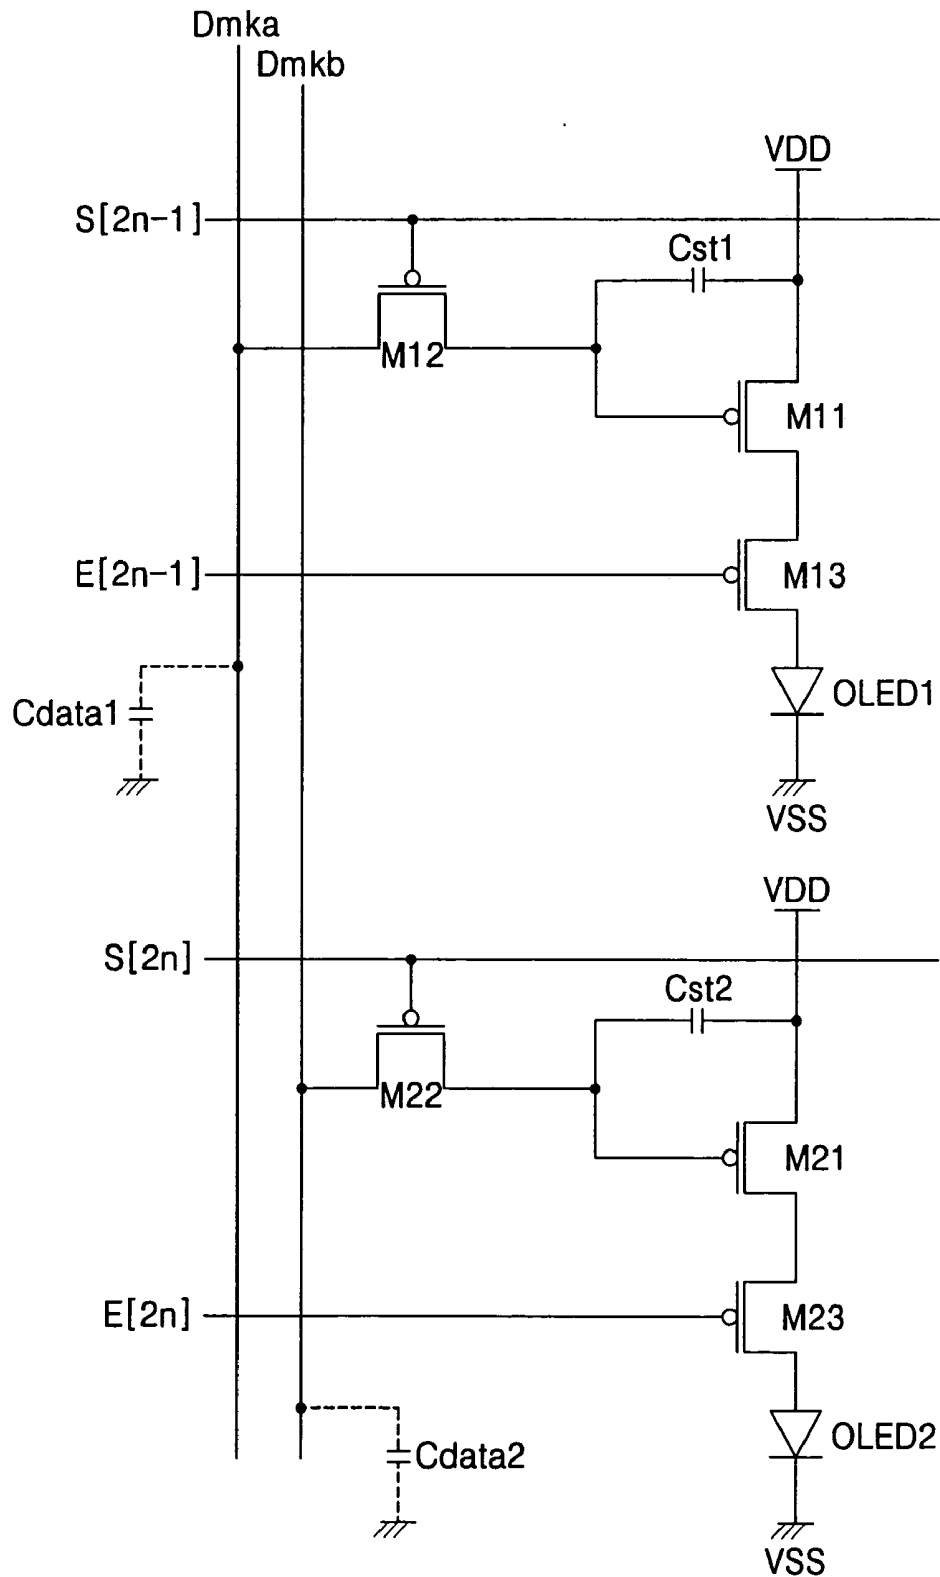 Dmka
Dmkb
VDD
S[2n-1]
Cst1
M12
M11
E[2n-1]
M13
Cdata1
OLED1
VSS
VDD
S[2n]
Cst2
M22
M21
E[2n]
M23
OLED2
Cdata2
VSS